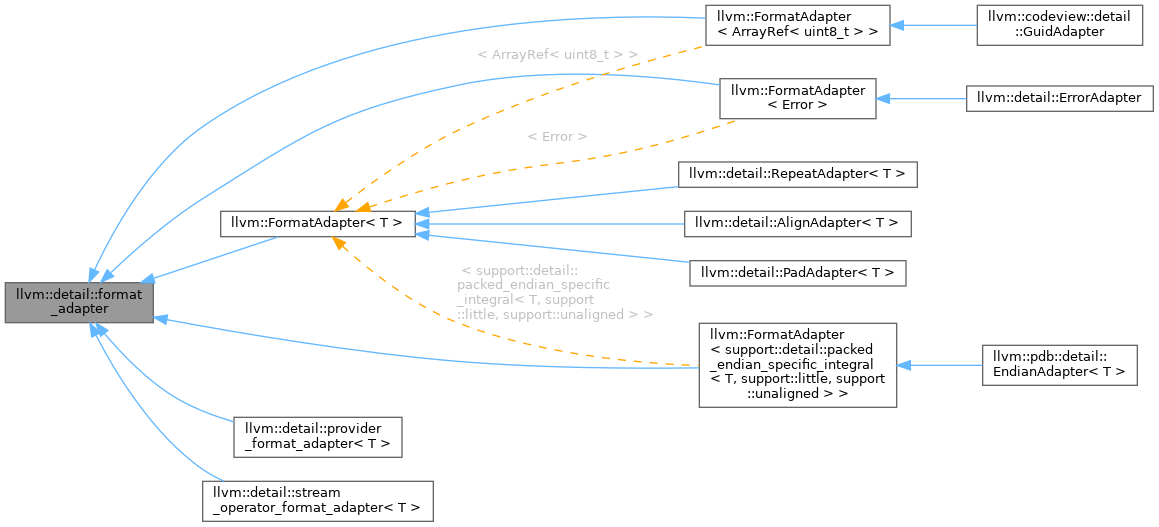 llvm::FormatAdapter
< ArrayRef< uint8_t > >
llvm::codeview::detail
::GuidAdapter
< ArrayRef< uint8_t > >
llvm::FormatAdapter
< Error >
llvm::detail::ErrorAdapter
< Error >
llvm::detail::RepeatAdapter< T >
llvm::FormatAdapter< T >
llvm::detail::AlignAdapter< T >
llvm::detail::PadAdapter< T >
< support::detail::
packed_endian_specific
_integral< T, support
::little, support::unaligned > >
llvm::detail::format
_adapter
llvm::FormatAdapter
< support::detail::packed
_endian_specific_integral
< T, support::little, support
::unaligned > >
llvm::pdb::detail::
EndianAdapter< T >
llvm::detail::provider
_format_adapter< T >
llvm::detail::stream
_operator_format_adapter< T >